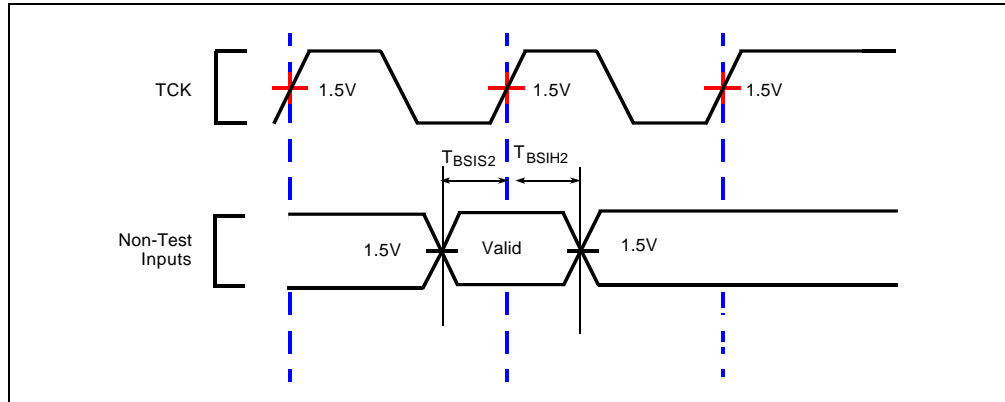 TCK
1.5V
1.5V
1.5V
TBSIS2
TBSIH2
Non-Test
Inputs
1.5V
Valid
1.5V